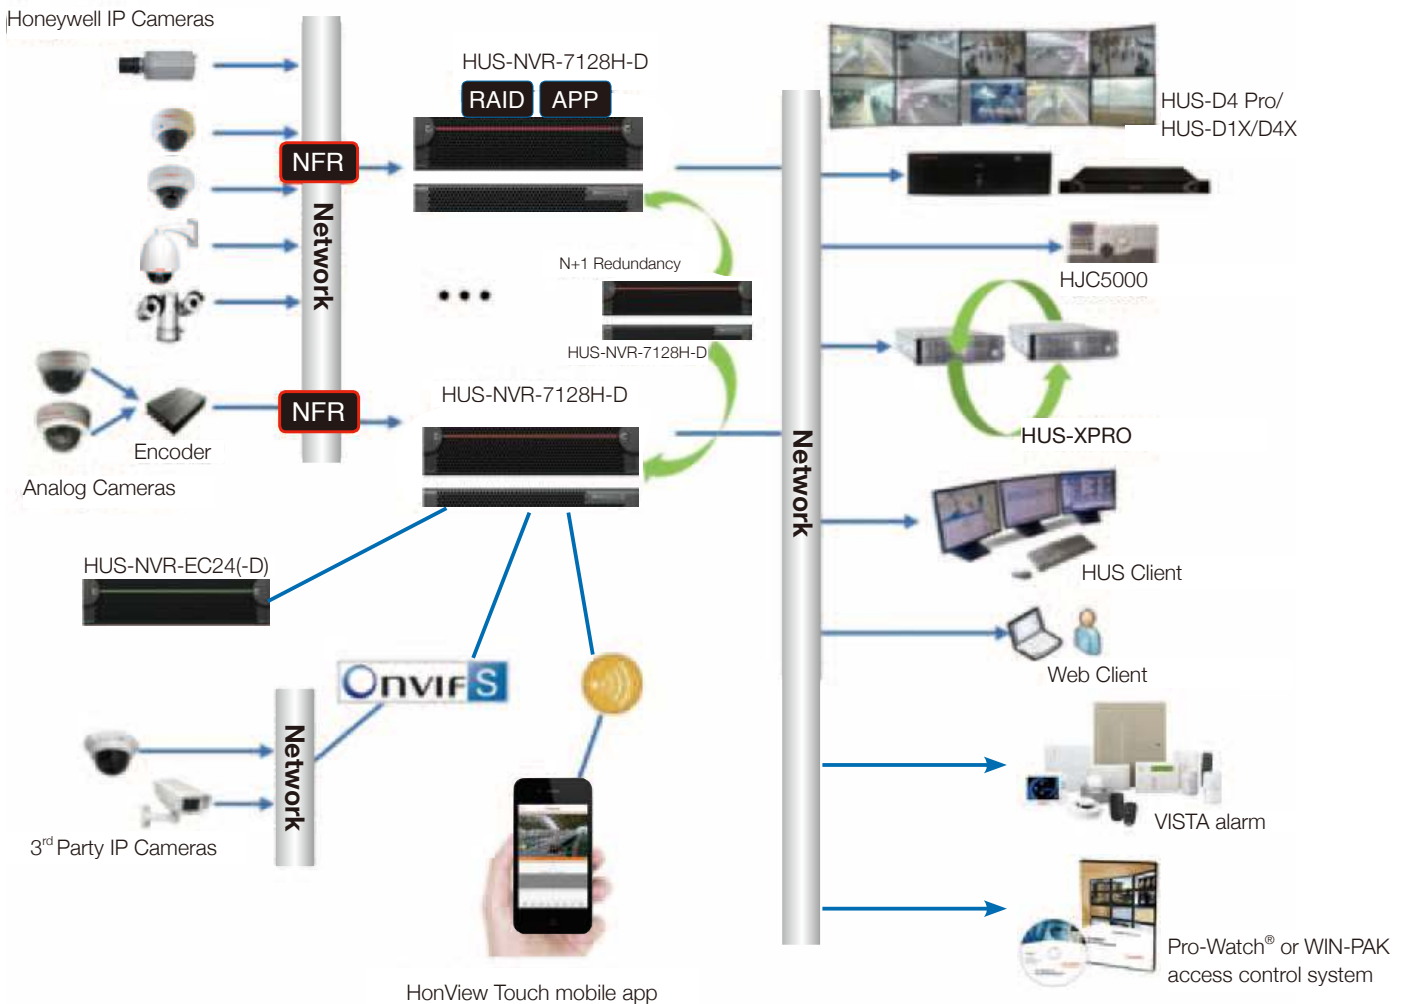 Honeywell IP Cameras
HUS-NVR-7128H-D
RAID
APP
NFR
Network
HUS-D4 Pro/
HUS-D1X/D4X
N+1 Redundancy
HUS-NVR-7128H-D
HJC5000
HUS-NVR-7128H-D
NFR
Encoder
Analog Cameras
HUS-XPRO
Network
HUS Client
HUS-NVR-EC24(-D)
Web Client
ONVIF S
Network
3rd Party IP Cameras
VISTA alarm
HonView Touch mobile app
Pro-Watch® or WIN-PAK
access control system